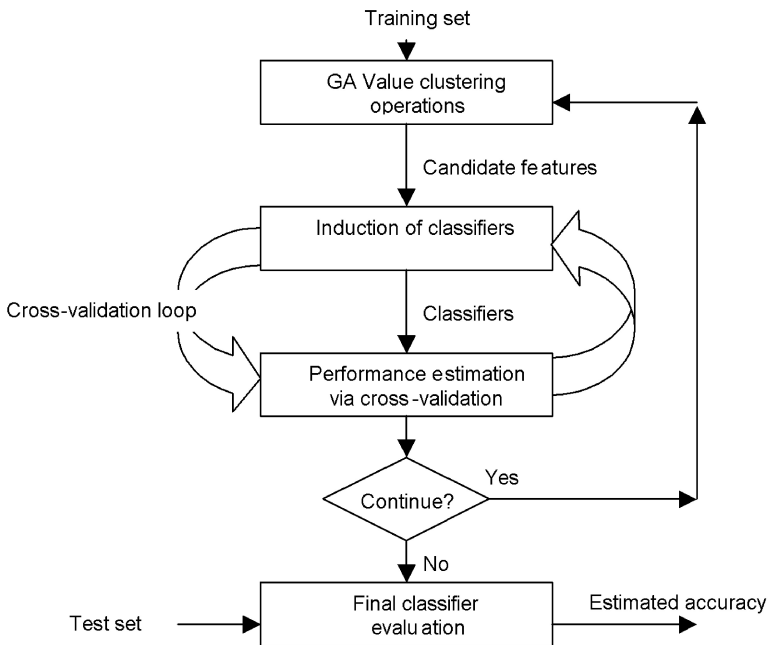 Training set
GA Value clustering
operations
Candidate features
Induction of classifiers
Cross-validation loop
Classifiers
Performance estimation
via cross-validation
Yes
Continue?
No
Final classifier
evaluation
Estimated accuracy
Test set